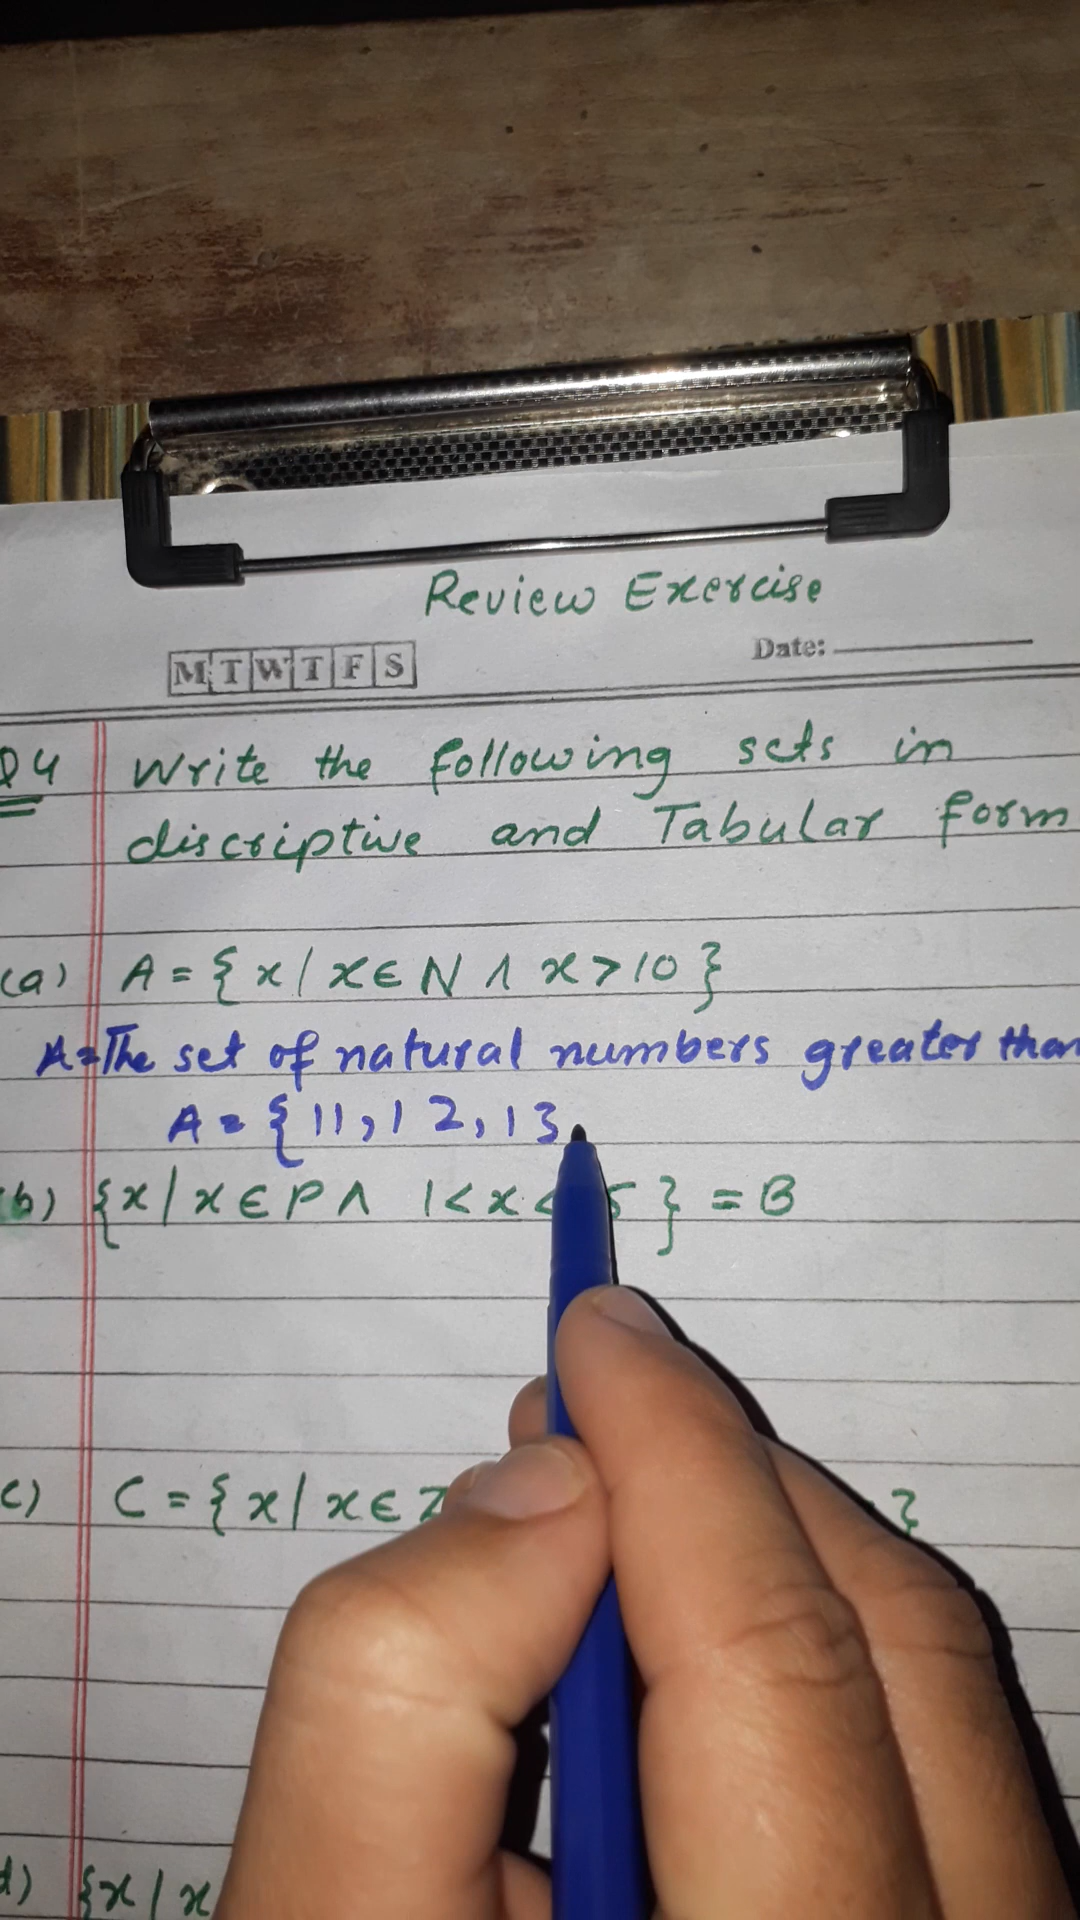 Review Exercise
M T W T F S Date:
Q4 Write the following sets in
discriptive and Tabular form
(a) A = { x / x ∈ N ∧ x > 10 }
A = The set of natural numbers greater than
A = { 11, 12, 13,
(b) { x / x ∈ P ∧ 1 < x < 5 } = B
c) C = { x / x ∈ Z }
d) { x / x